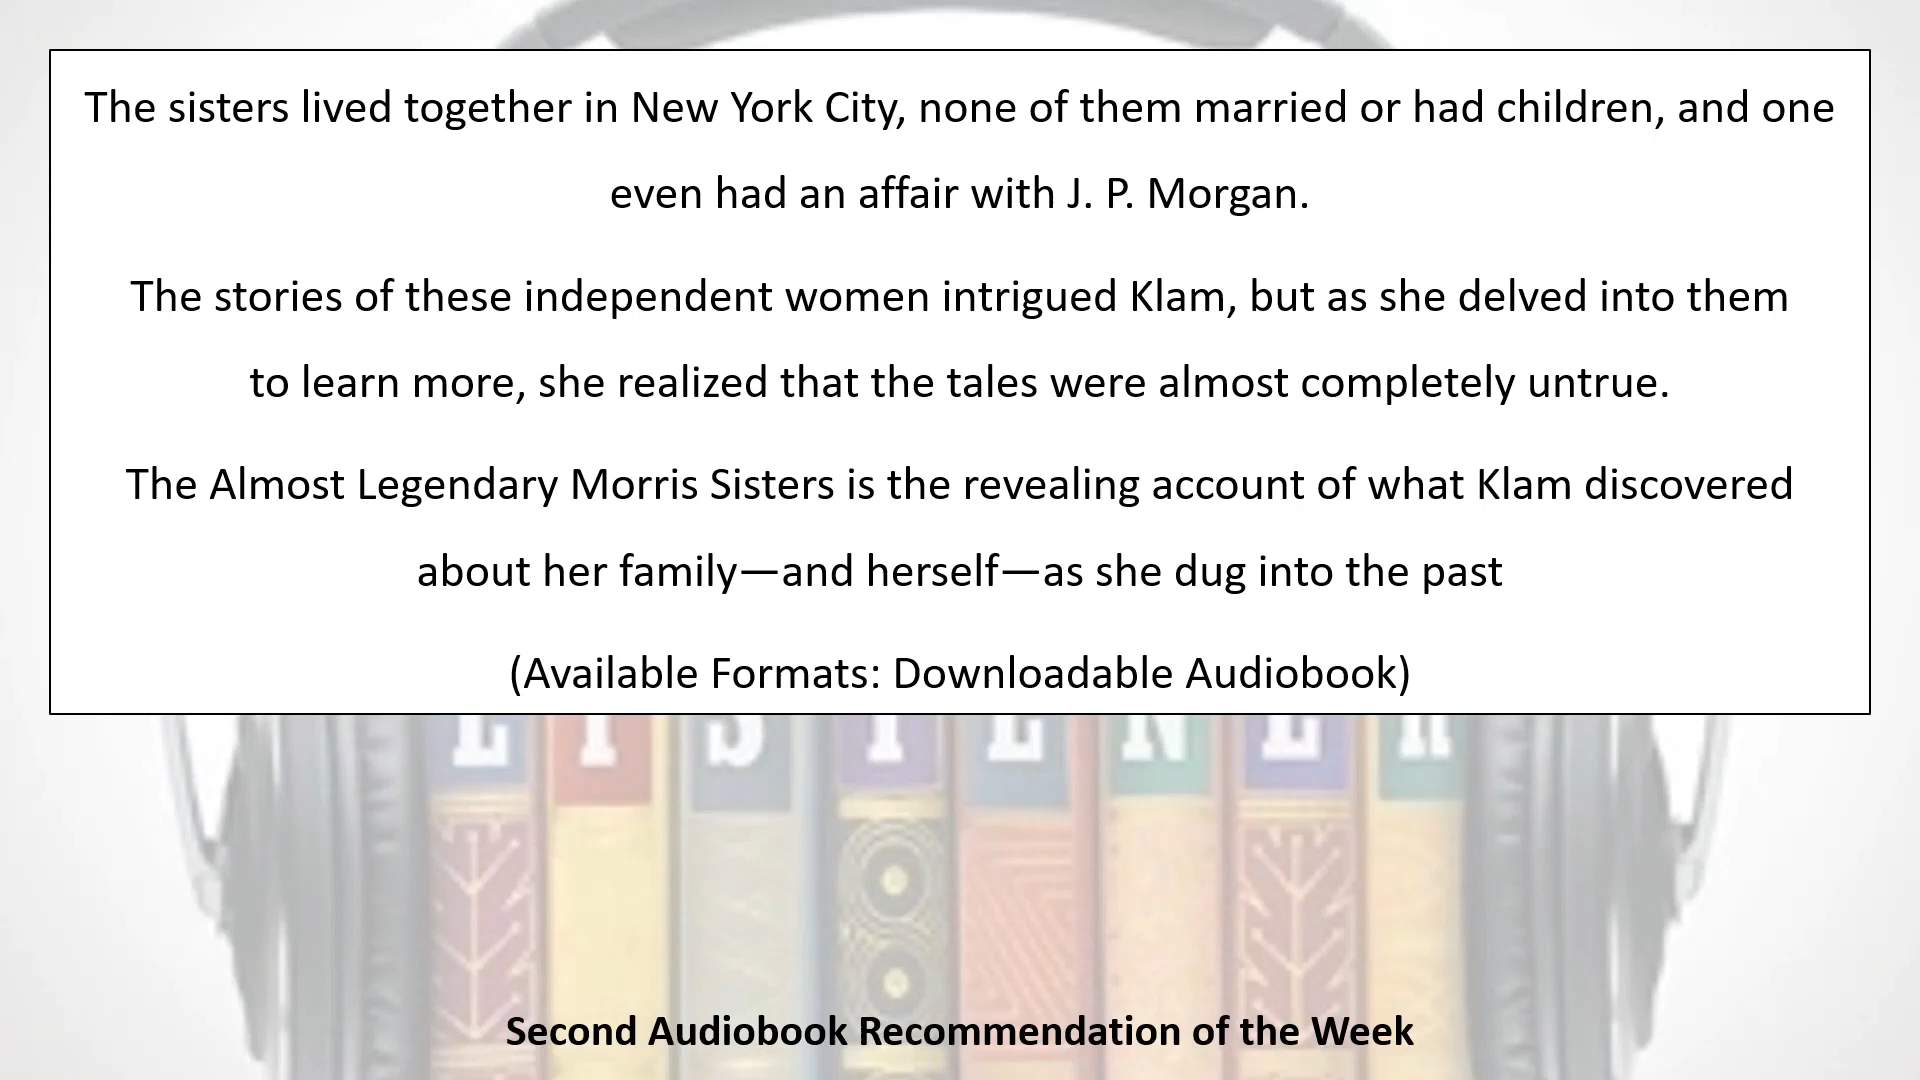 The sisters lived together in New York City, none of them married or had children, and one
even had an affair with J. P. Morgan.
The stories of these independent women intrigued Klam, but as she delved into them
to learn more, she realized that the tales were almost completely untrue.
The Almost Legendary Morris Sisters is the revealing account of what Klam discovered
about her family—and herself—as she dug into the past
(Available Formats: Downloadable Audiobook)
L I S T E N E R
Second Audiobook Recommendation of the Week